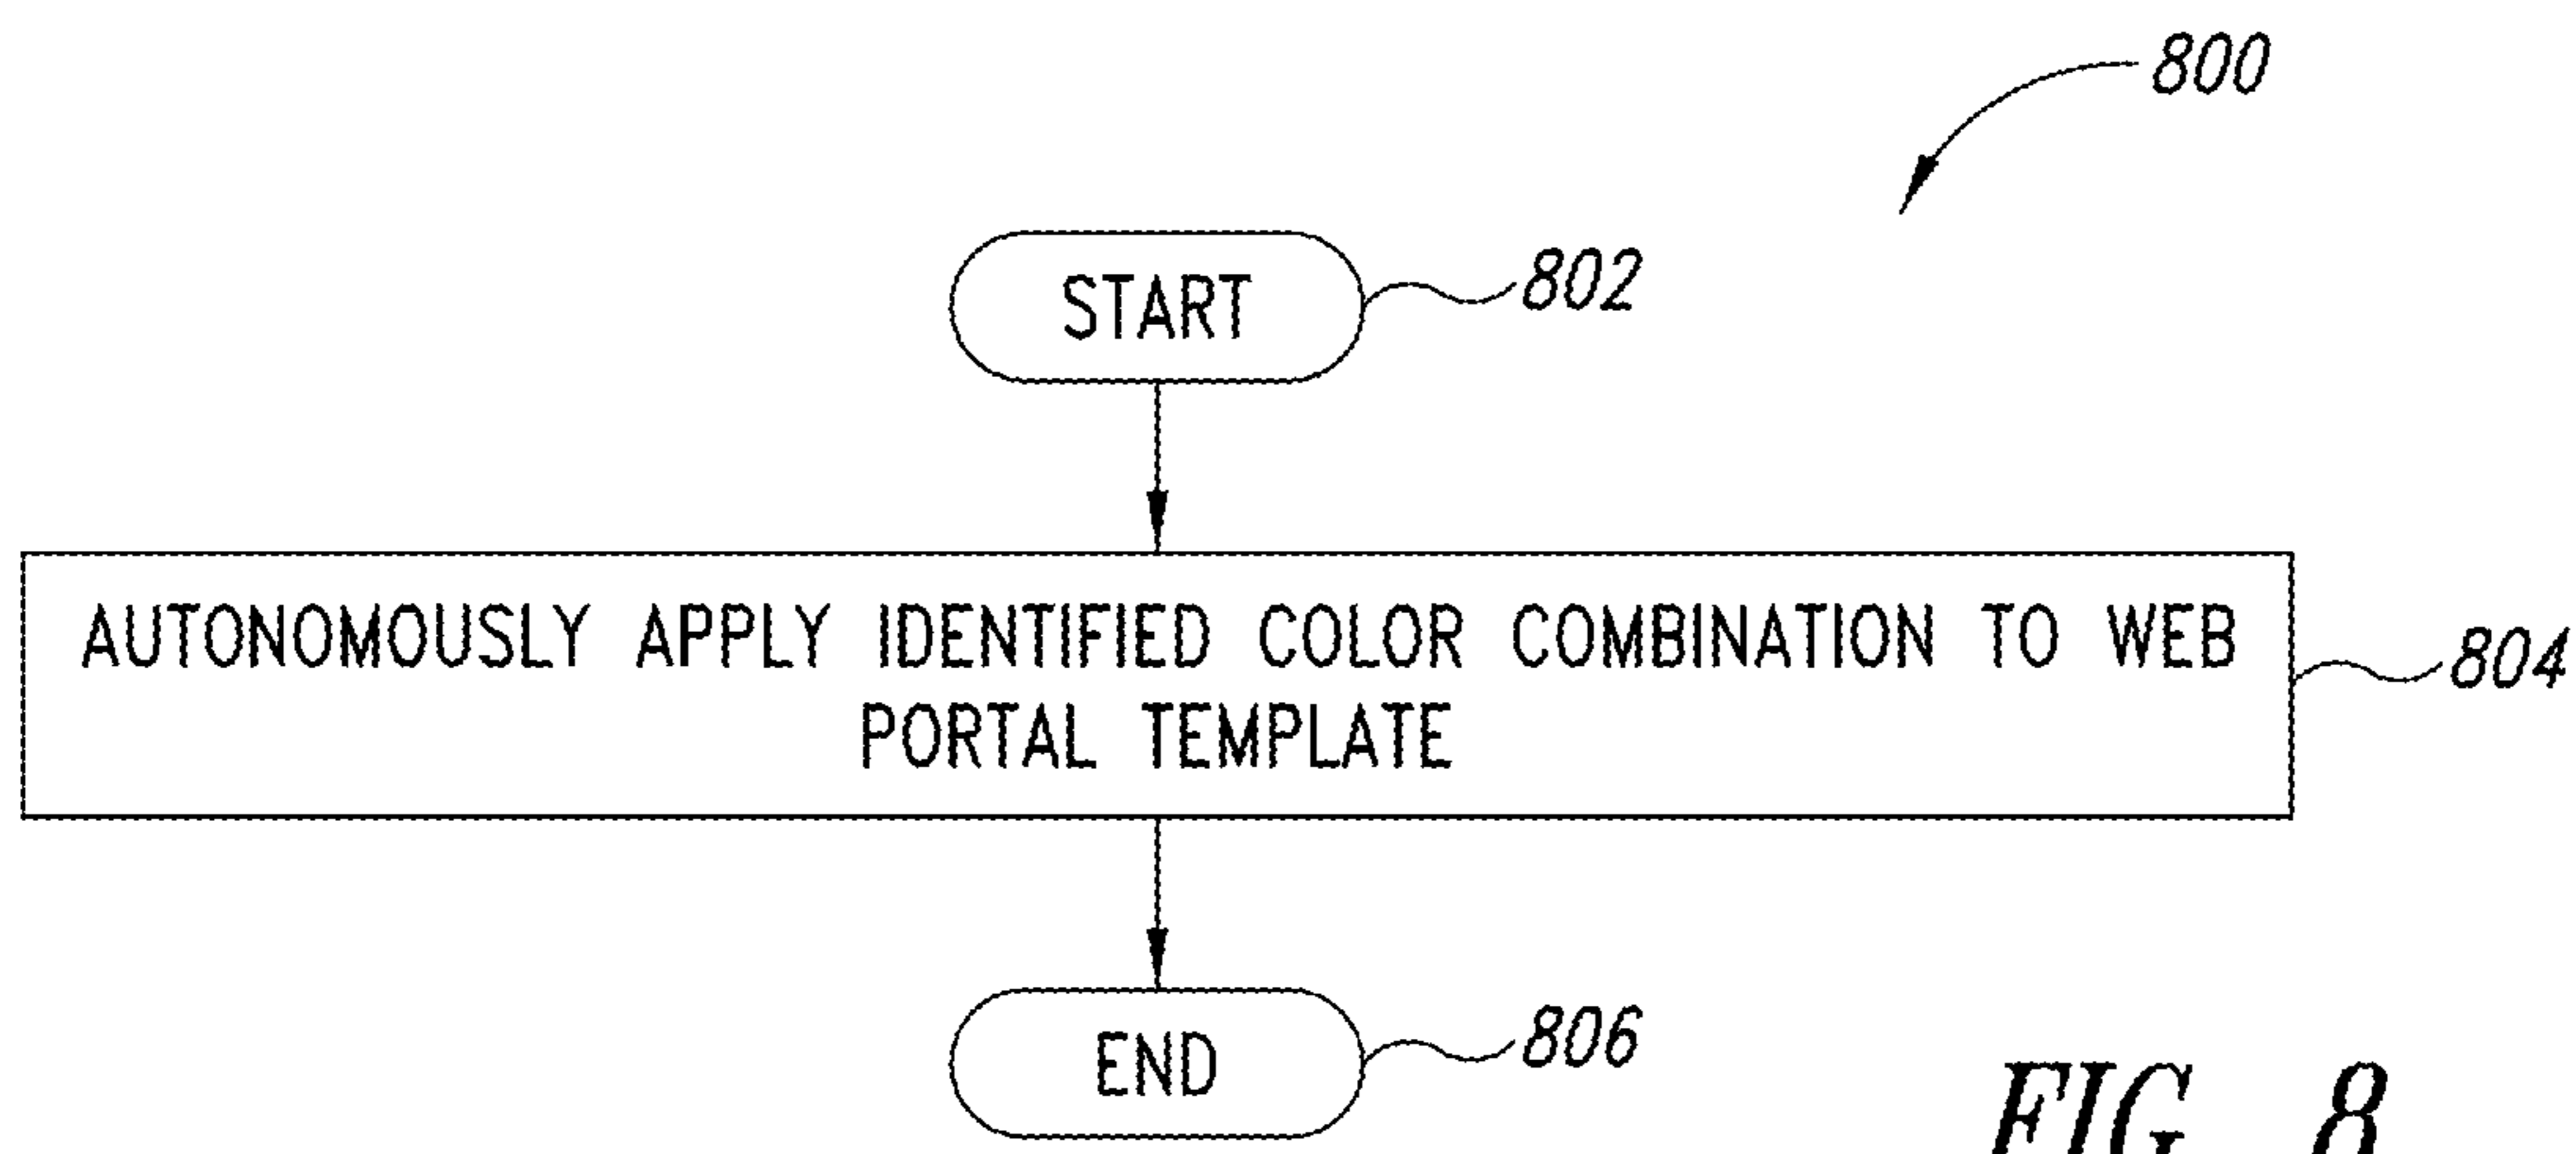 800
START
802
AUTONOMOUSLY APPLY IDENTIFIED COLOR COMBINATION TO WEB
PORTAL TEMPLATE
804
END
806
FIG. 8